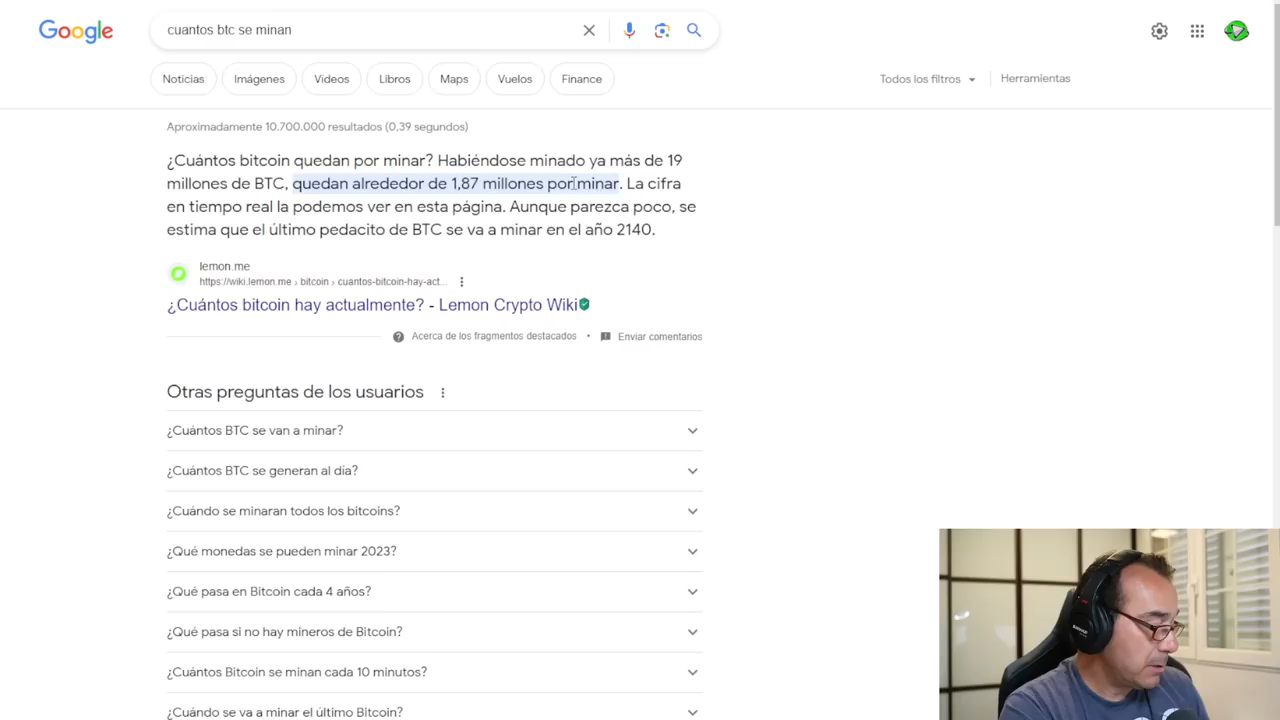 Google
cuantos btc se minan
Noticias
Imágenes
Vídeos
Libros
Maps
Vuelos
Finance
Todos los filtros
Herramientas
Aproximadamente 10.700.000 resultados (0,39 segundos)
¿Cuántos bitcoin quedan por minar? Habiéndose minado ya más de 19
millones de BTC, quedan alrededor de 1,87 millones por minar. La cifra
en tiempo real la podemos ver en esta página. Aunque parezca poco, se
estima que el último pedacito de BTC se va a minar en el año 2140.
lemon.me
https://wiki.lemon.me › bitcoin › cuantos-bitcoin-hay-act...
¿Cuántos bitcoin hay actualmente? - Lemon Crypto Wiki
Acerca de los fragmentos destacados • Enviar comentarios
Otras preguntas de los usuarios
¿Cuántos BTC se van a minar?
¿Cuántos BTC se generan al día?
¿Cuándo se minaran todos los bitcoins?
¿Qué monedas se pueden minar 2023?
¿Qué pasa en Bitcoin cada 4 años?
¿Qué pasa si no hay mineros de Bitcoin?
¿Cuántos Bitcoin se minan cada 10 minutos?
¿Cuándo se va a minar el último Bitcoin?